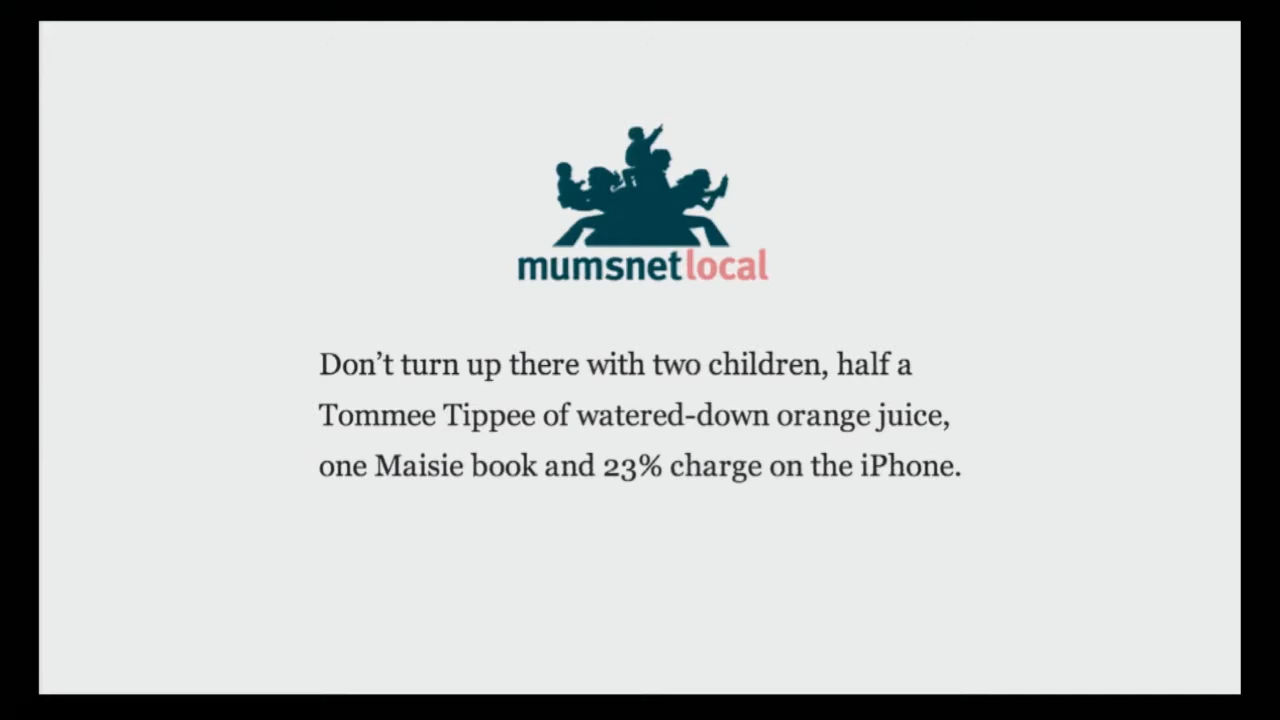 mumsnetlocal
Don’t turn up there with two children, half a
Tommee Tippee of watered-down orange juice,
one Maisie book and 23% charge on the iPhone.